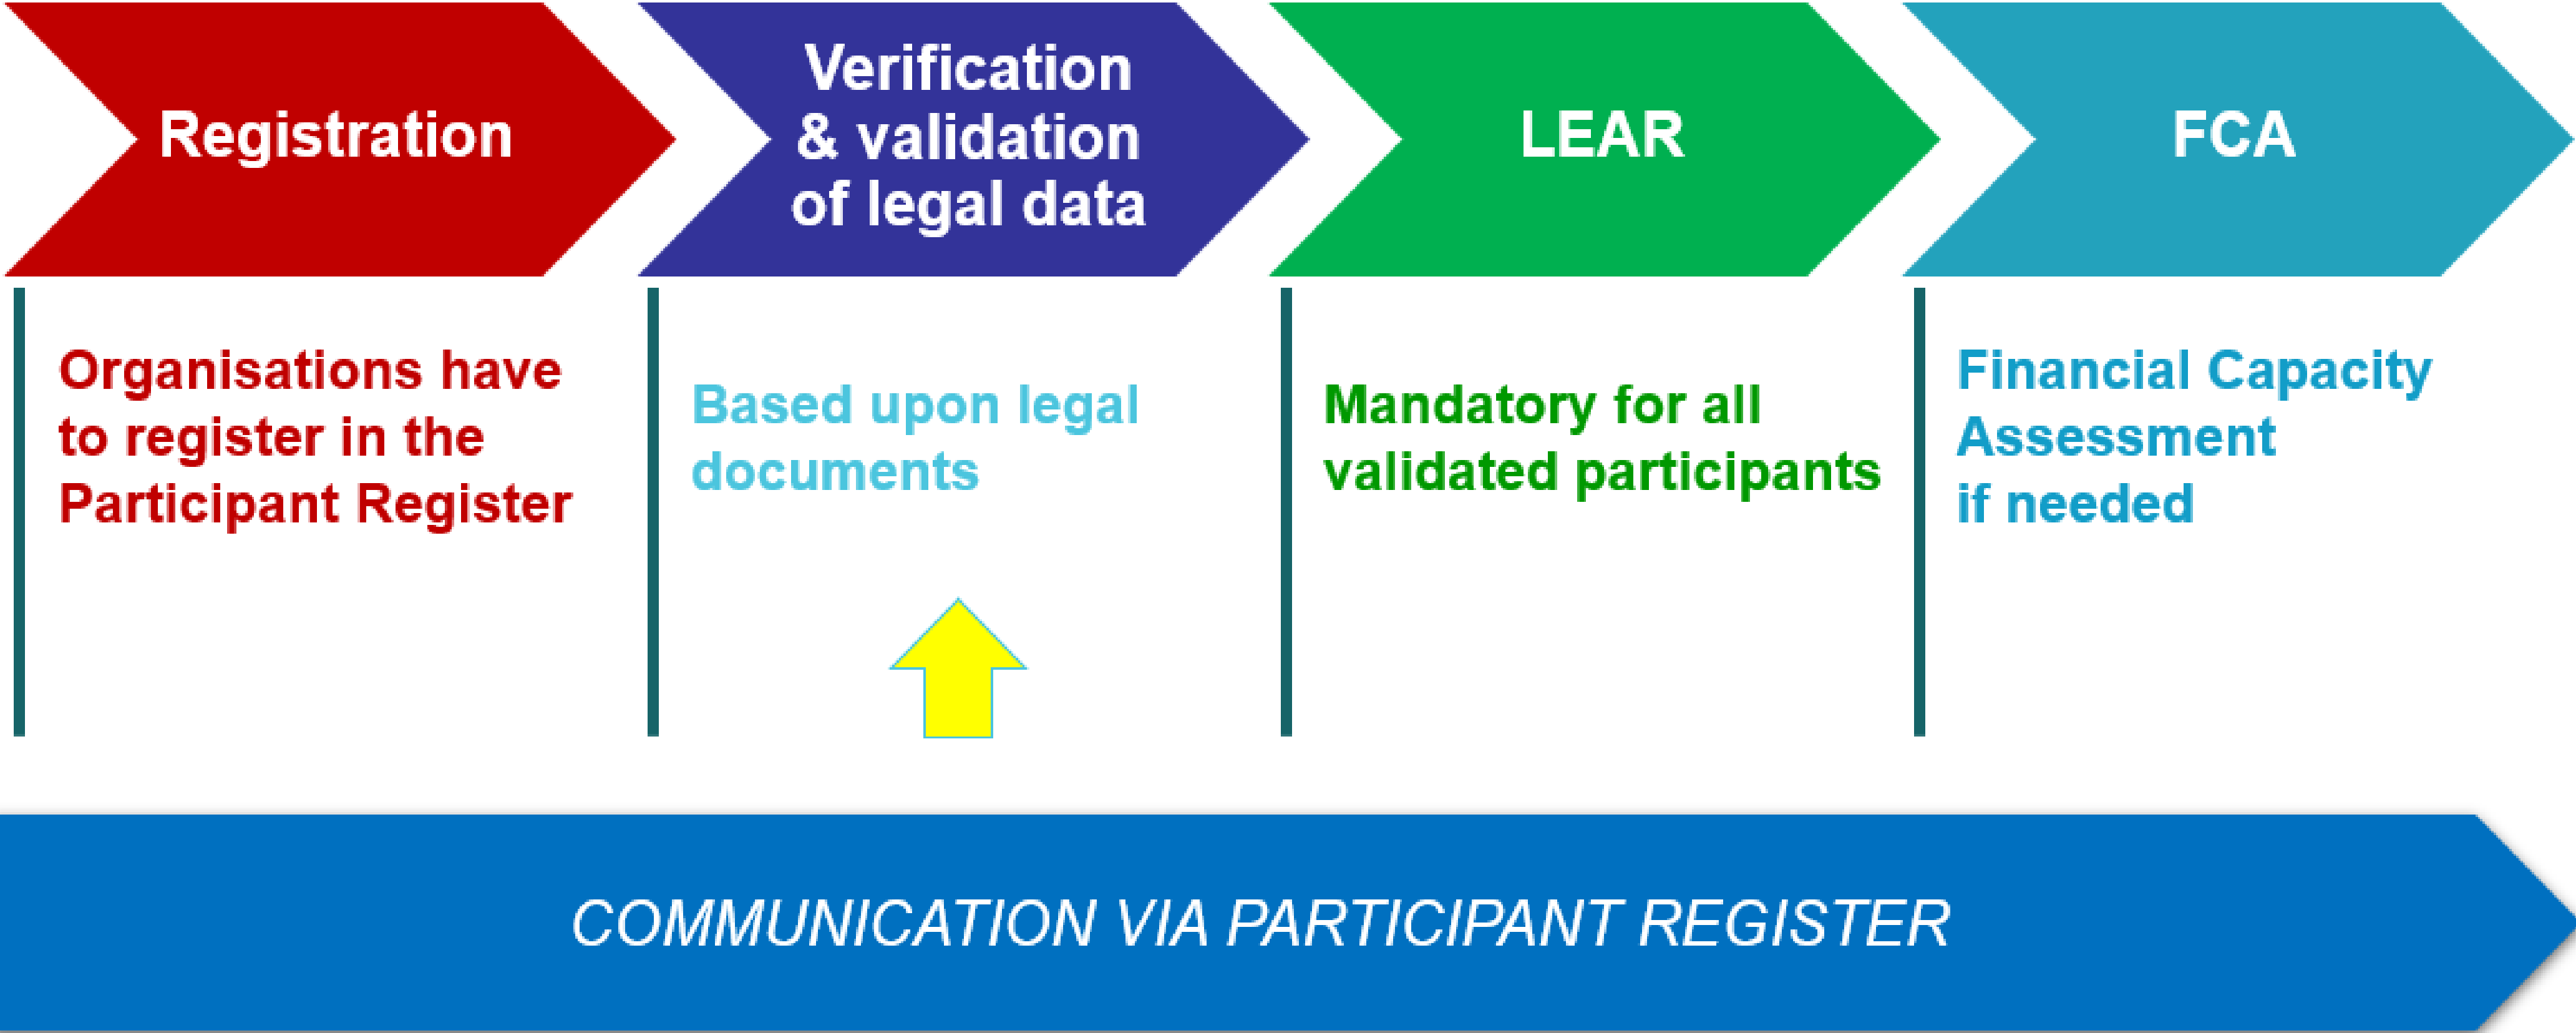 Registration
Verification
& validation
of legal data
LEAR
FCA
Organisations have
to register in the
Participant Register
Based upon legal
documents
Mandatory for all
validated participants
Financial Capacity
Assessment
if needed
COMMUNICATION VIA PARTICIPANT REGISTER